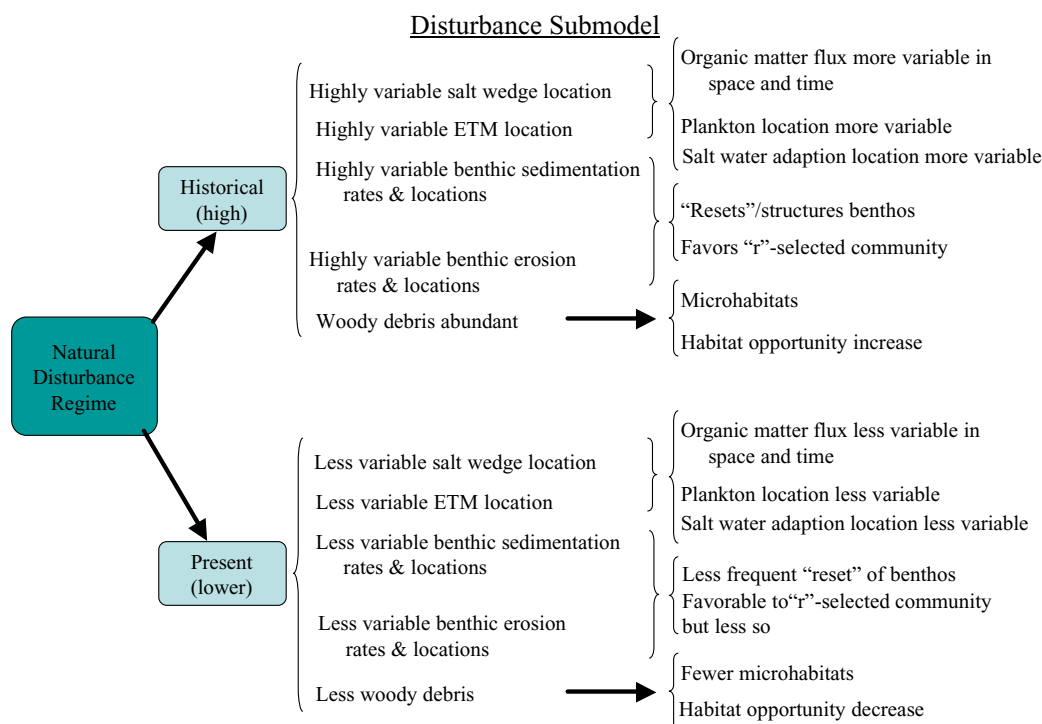 Disturbance Submodel
Natural
Disturbance
Regime
Historical
(high)
Highly variable salt wedge location
Highly variable ETM location
Highly variable benthic sedimentation
rates & locations
Highly variable benthic erosion
rates & locations
Woody debris abundant
Organic matter flux more variable in
space and time
Plankton location more variable
Salt water adaption location more variable
“Resets”/structures benthos
Favors “r”-selected community
Microhabitats
Habitat opportunity increase
Present
(lower)
Less variable salt wedge location
Less variable ETM location
Less variable benthic sedimentation
rates & locations
Less variable benthic erosion
rates & locations
Less woody debris
Organic matter flux less variable in
space and time
Plankton location less variable
Salt water adaption location less variable
Less frequent “reset” of benthos
Favorable to“r”-selected community
but less so
Fewer microhabitats
Habitat opportunity decrease